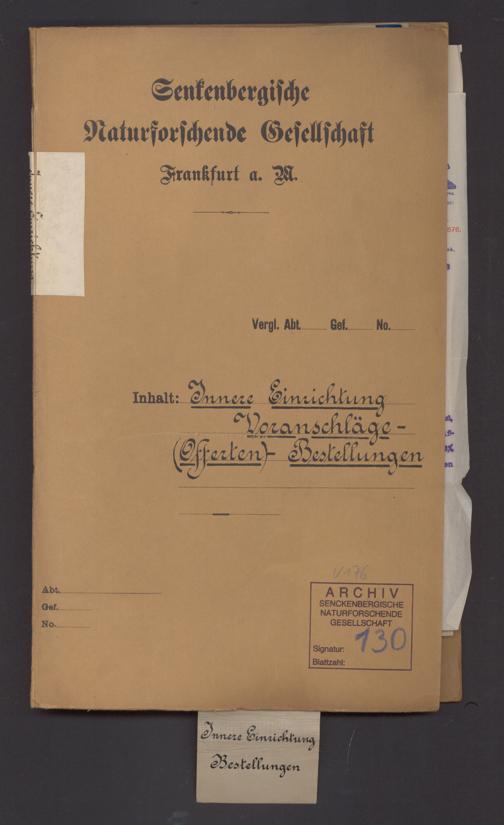 Senkenbergische
Naturforschende Gesellschaft
Frankfurt a. M.
Vergl. Abt. Gef. No.
Inhalt: Innere Einrichtung
Voranschläge-
(Offerten)- Bestellungen
Abt.
Gef.
No.
V176
ARCHIV
SENCKENBERGISCHE
NATURFORSCHENDE
GESELLSCHAFT
Signatur: 130
Blattzahl:
Innere Einrichtung
Bestellungen